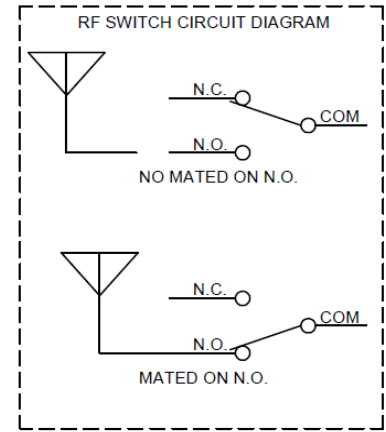 RF SWITCH CIRCUIT DIAGRAM
N.C.
COM
N.O.
NO MATED ON N.O.
N.C.
COM
N.O.
MATED ON N.O.